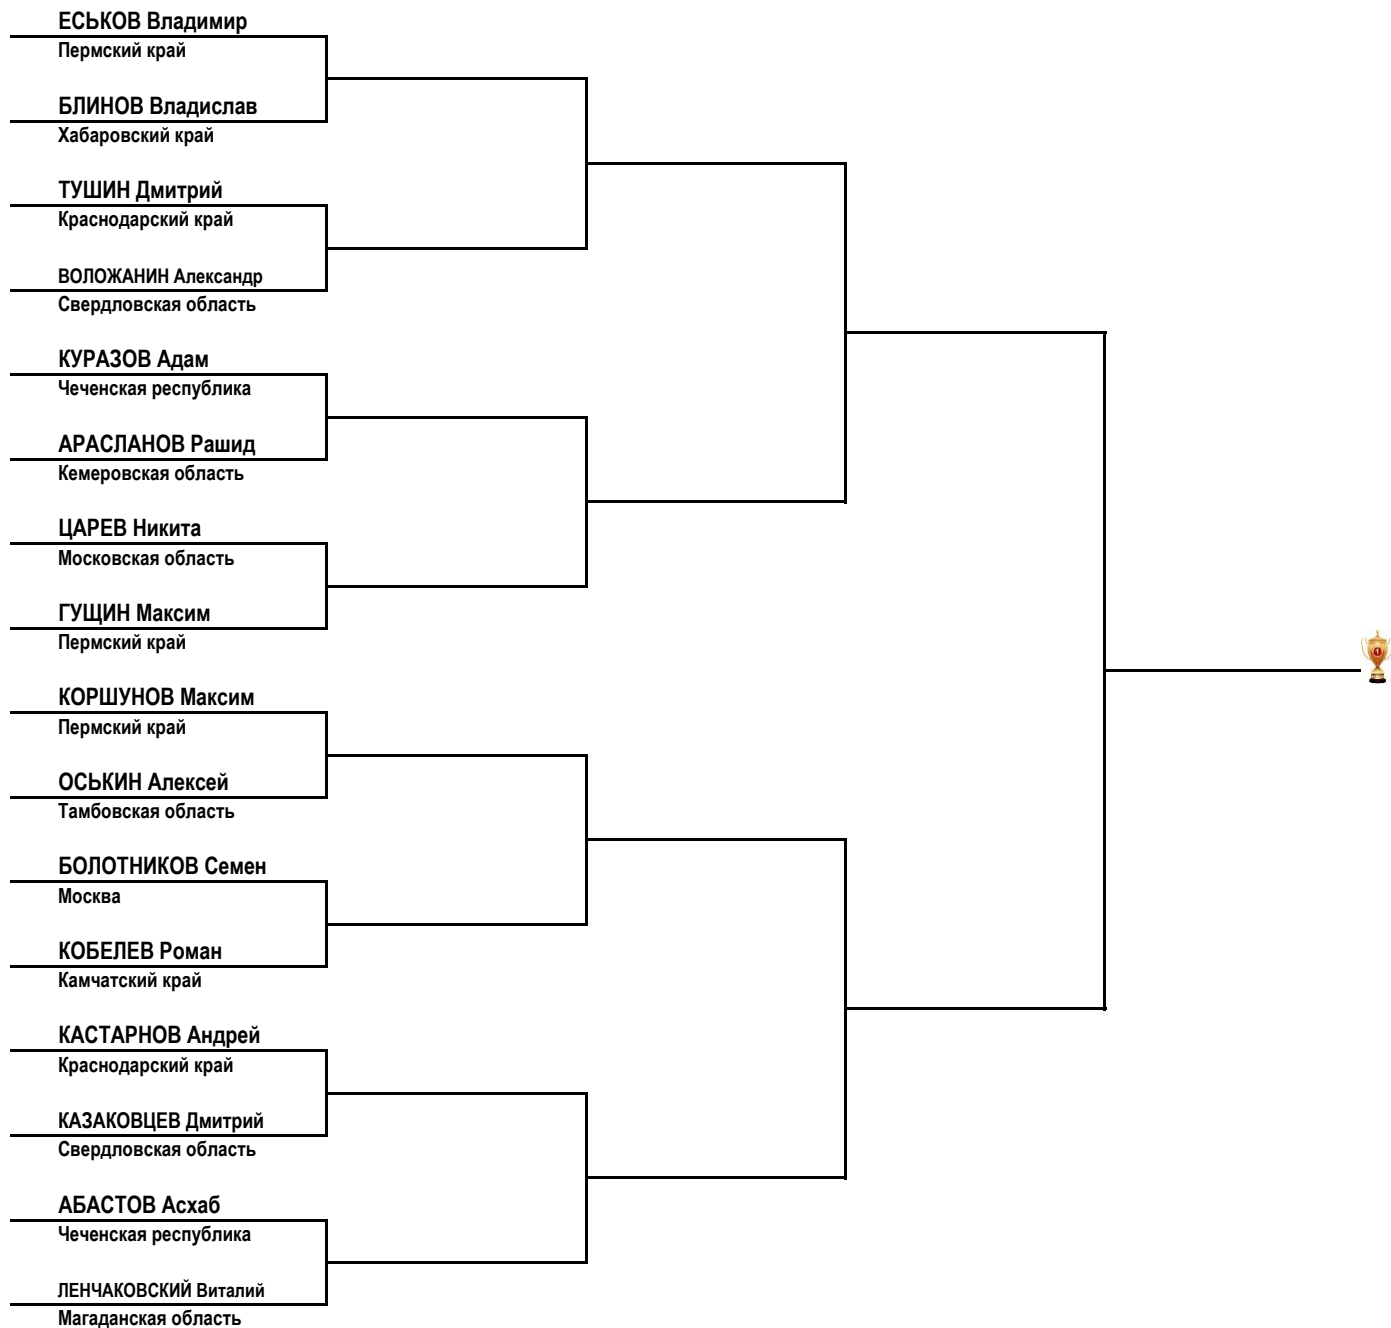 ЕСЬКОВ Владимир
Пермский край
БЛИНОВ Владислав
Хабаровский край
ТУШИН Дмитрий
Краснодарский край
ВОЛОЖАНИН Александр
Свердловская область
КУРАЗОВ Адам
Чеченская республика
АРАСЛАНОВ Рашид
Кемеровская область
ЦАРЕВ Никита
Московская область
ГУЩИН Максим
Пермский край
1
КОРШУНОВ Максим
Пермский край
ОСЬКИН Алексей
Тамбовская область
БОЛОТНИКОВ Семен
Москва
КОБЕЛЕВ Роман
Камчатский край
КАСТАРНОВ Андрей
Краснодарский край
КАЗАКОВЦЕВ Дмитрий
Свердловская область
АБАСТОВ Асхаб
Чеченская республика
ЛЕНЧАКОВСКИЙ Виталий
Магаданская область